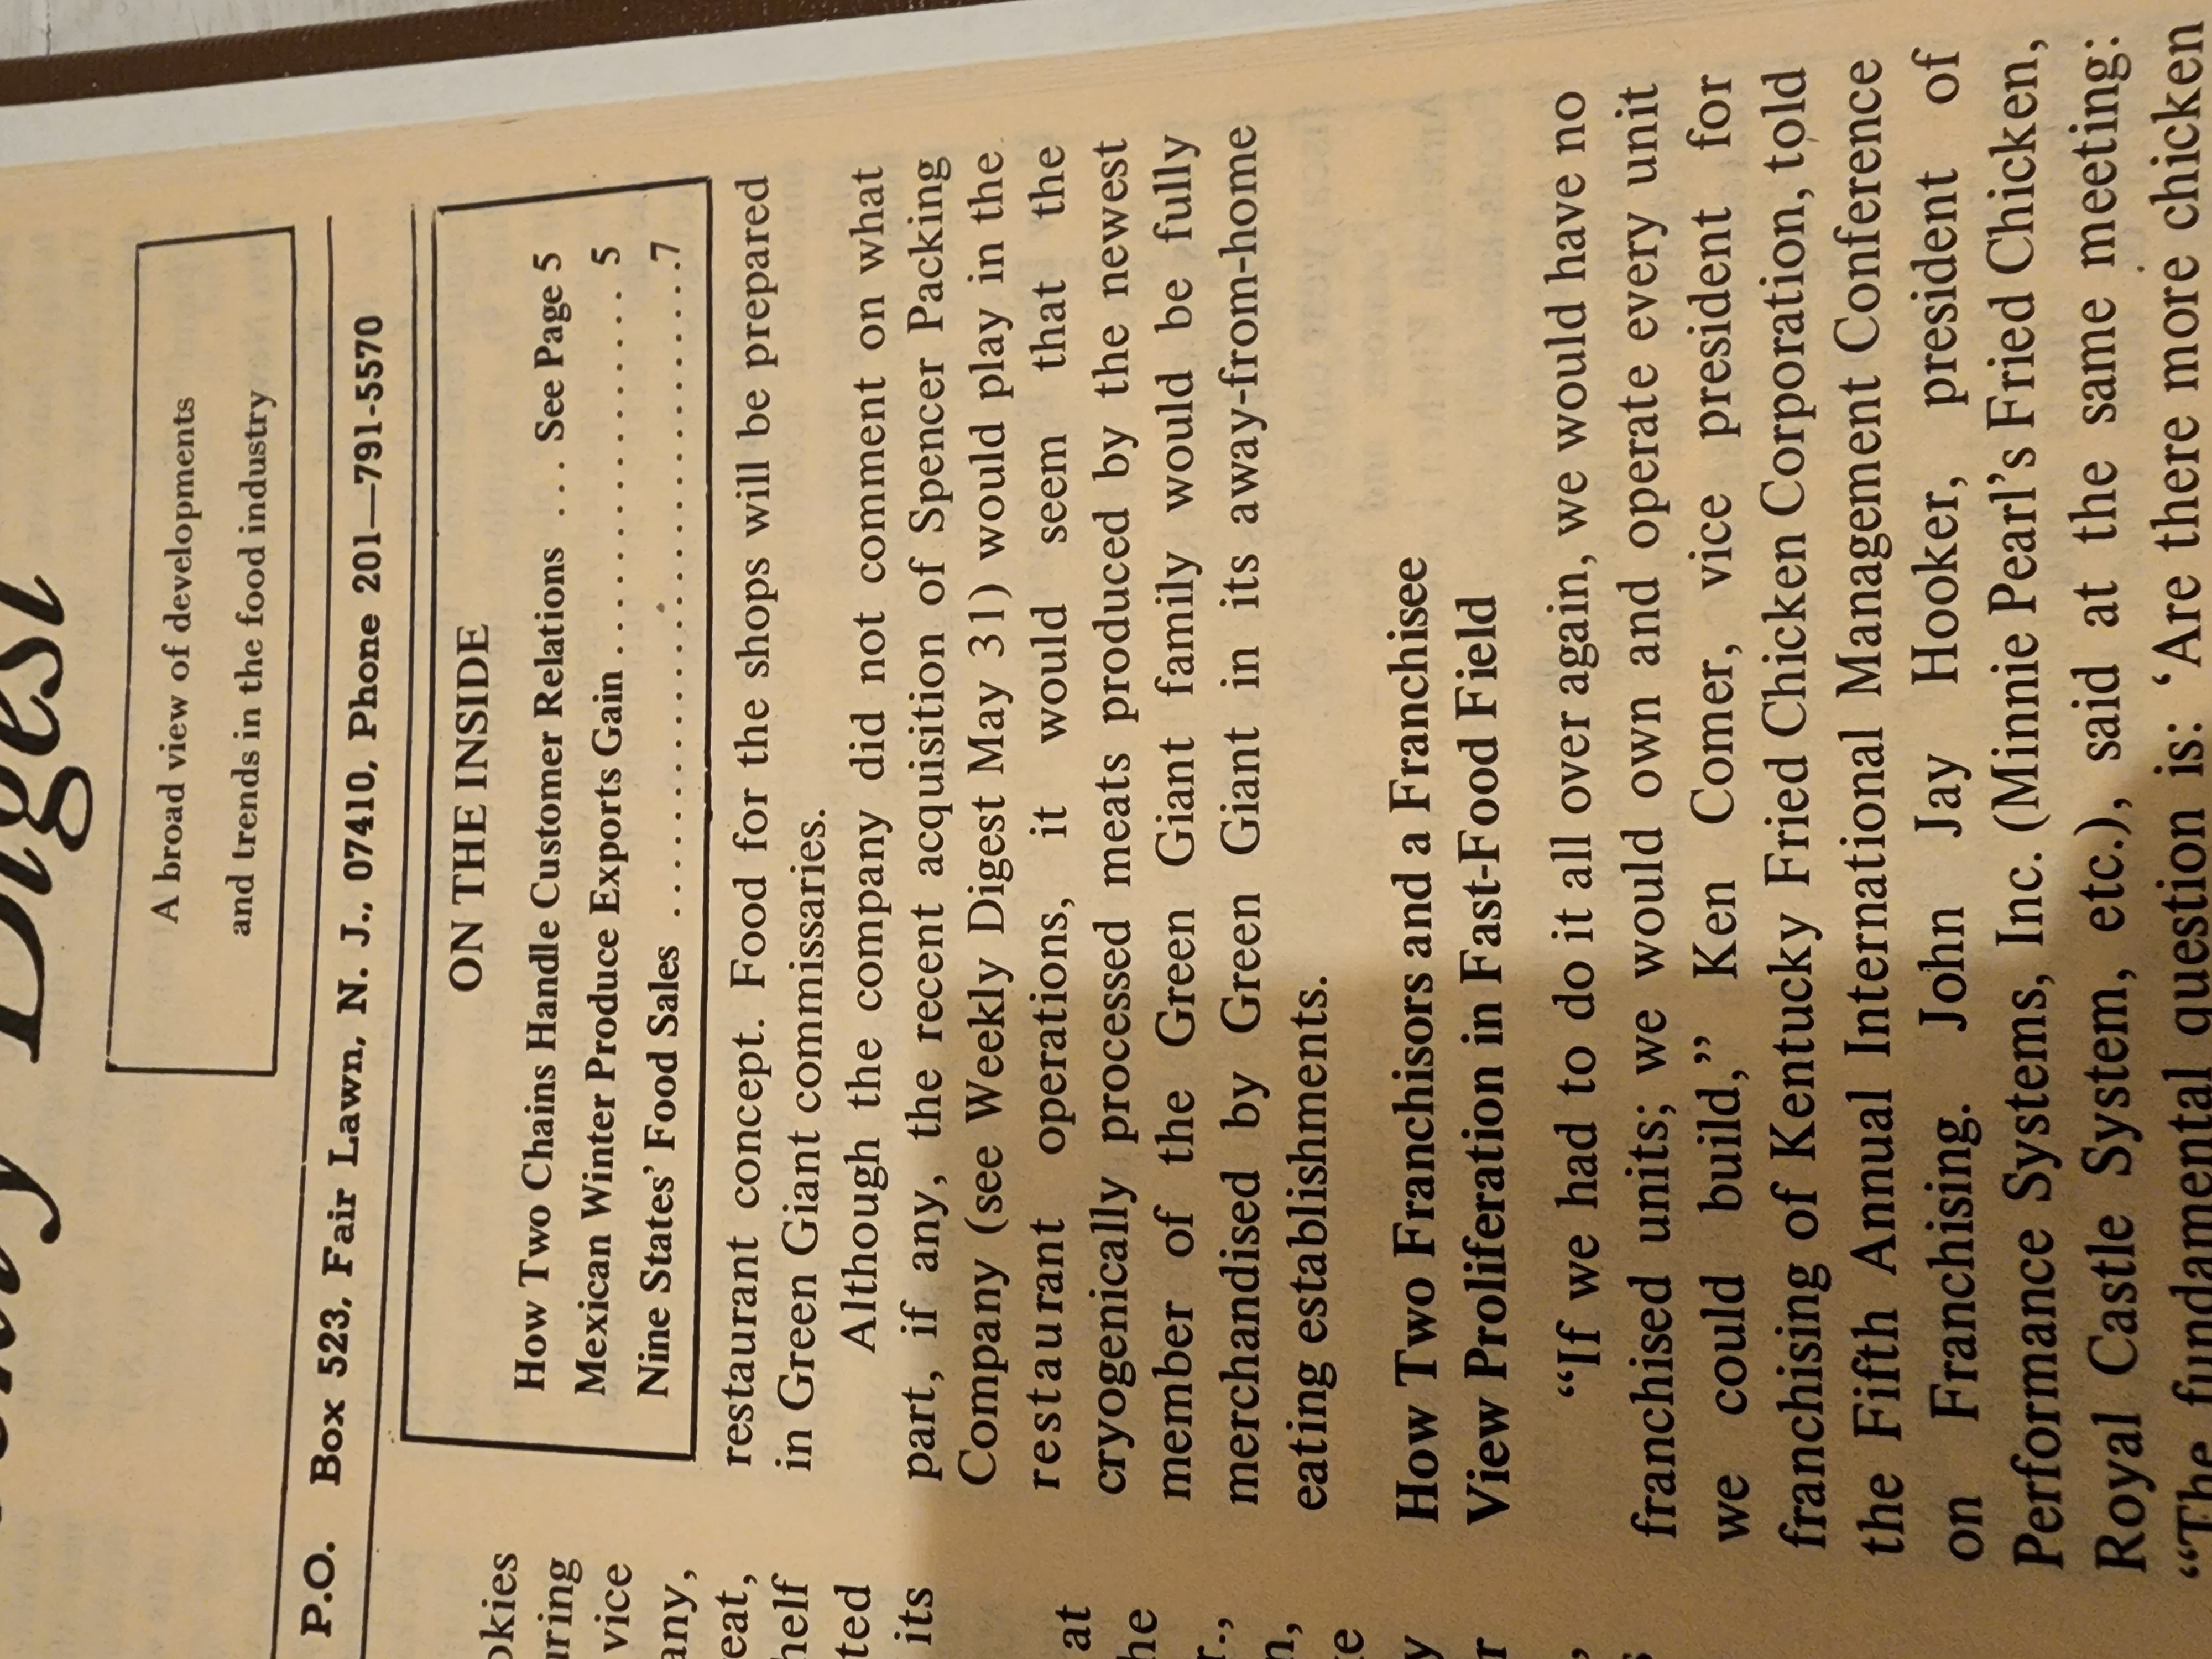 Digest
A broad view of developments
and trends in the food industry
P.O. Box 523, Fair Lawn, N. J., 07410, Phone 201—791-5570
ON THE INSIDE
How Two Chains Handle Customer Relations ... See Page 5
Mexican Winter Produce Exports Gain .................... 5
Nine States' Food Sales .................................7
restaurant concept. Food for the shops will be prepared
in Green Giant commissaries.
Although the company did not comment on what
part, if any, the recent acquisition of Spencer Packing
Company (see Weekly Digest May 31) would play in the
restaurant operations, it would seem that the
cryogenically processed meats produced by the newest
member of the Green Giant family would be fully
merchandised by Green Giant in its away-from-home
eating establishments.
How Two Franchisors and a Franchisee
View Proliferation in Fast-Food Field
“If we had to do it all over again, we would have no
franchised units; we would own and operate every unit
we could build,” Ken Comer, vice president for
franchising of Kentucky Fried Chicken Corporation, told
the Fifth Annual International Management Conference
on Franchising. John Jay Hooker, president of
Performance Systems, Inc. (Minnie Pearl's Fried Chicken,
Royal Castle System, etc.), said at the same meeting:
“The fundamental question is: ‘Are there more chicken
okies
uring
vice
any,
eat,
helf
ted
its
at
he
r.,
n,